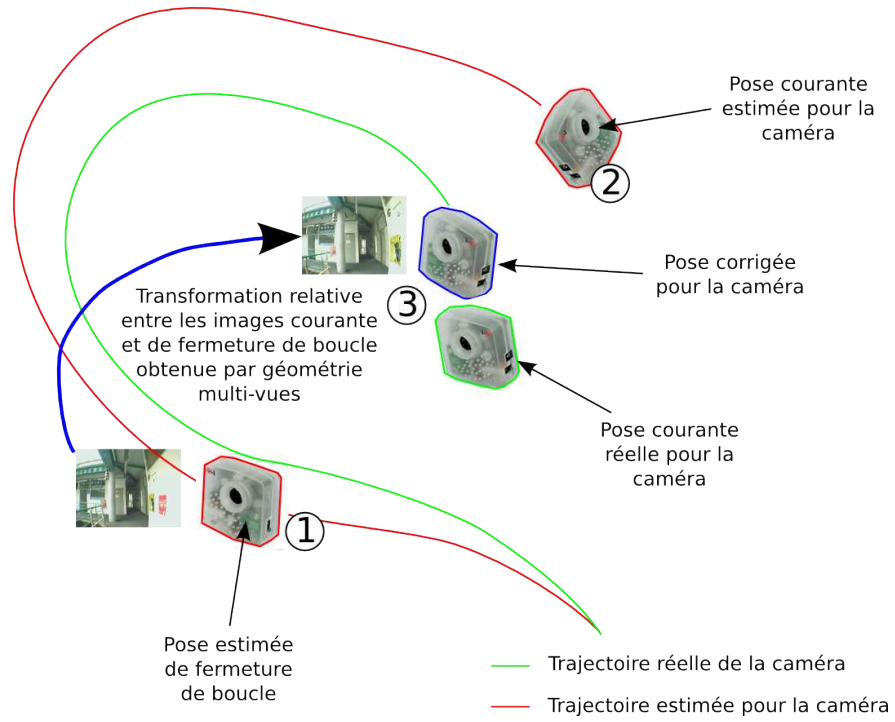 Pose courante
estimée pour la
caméra
2
Pose corrigée
pour la caméra
Transformation relative
entre les images courante
et de fermeture de boucle
obtenue par géométrie
multi-vues
3
Pose courante
réelle pour la
caméra
1
Pose estimée
de fermeture
de boucle
Trajectoire réelle de la caméra
Trajectoire estimée pour la caméra